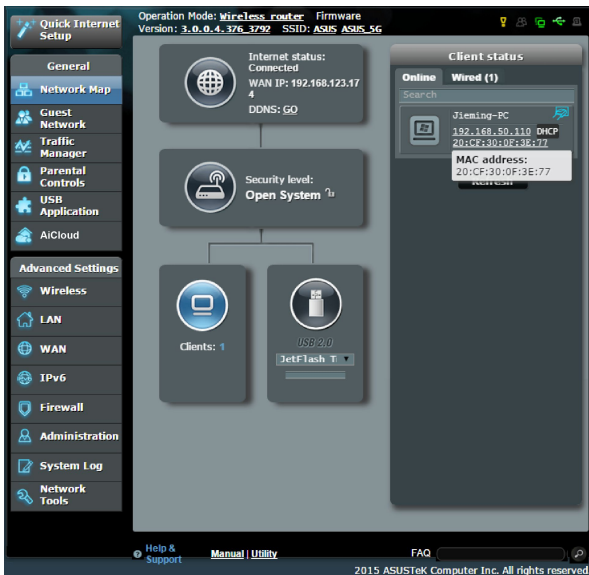 Quick Internet
Setup
Operation Mode: Wireless router Firmware
Version: 3.0.0.4.376_3792 SSID: ASUS ASUS_5G
General
Network Map
Guest
Network
Traffic
Manager
Parental
Controls
USB
Application
AiCloud
Advanced Settings
Wireless
LAN
WAN
IPv6
Firewall
Administration
System Log
Network
Tools
Internet status:
Connected
WAN IP: 192.168.123.17
4
DDNS: GO
Security level:
Open System
Clients: 1
USB 2.0
JetFlash T
Client status
Online Wired (1)
Search
Jieming-PC
192.168.50.110 DHCP
20:CF:30:0F:3E:77
MAC address:
20:CF:30:0F:3E:77
Refresh
Help &
Support
Manual | Utility
FAQ
2015 ASUSTeK Computer Inc. All rights reserved